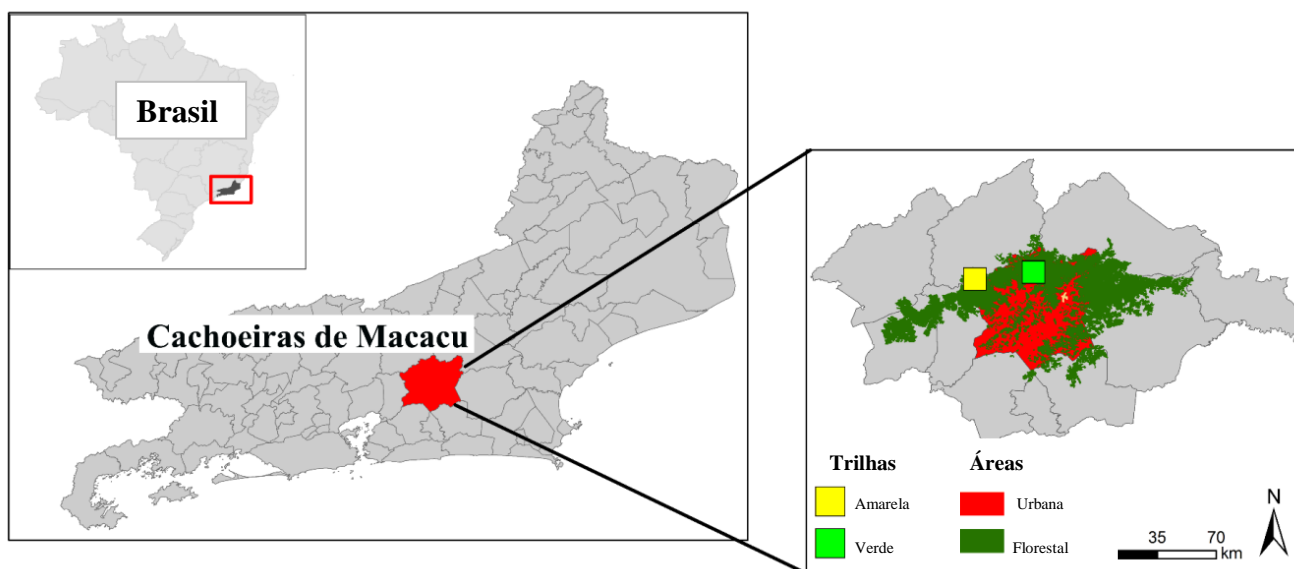 Brasil
Cachoeiras de Macacu
Trilhas
Áreas
Amarela
Urbana
Verde
Florestal
N
35
70
km